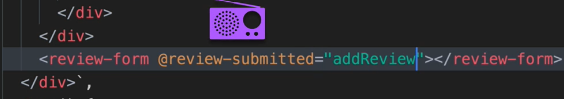 </div>
</div>
<review-form @review-submitted="addReview"></review-form>
</div>`,